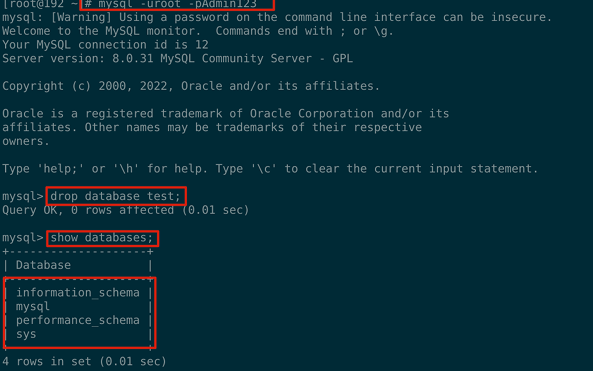 [root@192 ~]# mysql -uroot -pAdmin123
mysql: [Warning] Using a password on the command line interface can be insecure.
Welcome to the MySQL monitor.  Commands end with ; or \g.
Your MySQL connection id is 12
Server version: 8.0.31 MySQL Community Server - GPL
Copyright (c) 2000, 2022, Oracle and/or its affiliates.
Oracle is a registered trademark of Oracle Corporation and/or its
affiliates. Other names may be trademarks of their respective
owners.
Type 'help;' or '\h' for help. Type '\c' to clear the current input statement.
mysql> drop database test;
Query OK, 0 rows affected (0.01 sec)
mysql> show databases;
+--------------------+
| Database           |
+--------------------+
| information_schema |
| mysql              |
| performance_schema |
| sys                |
+--------------------+
4 rows in set (0.01 sec)